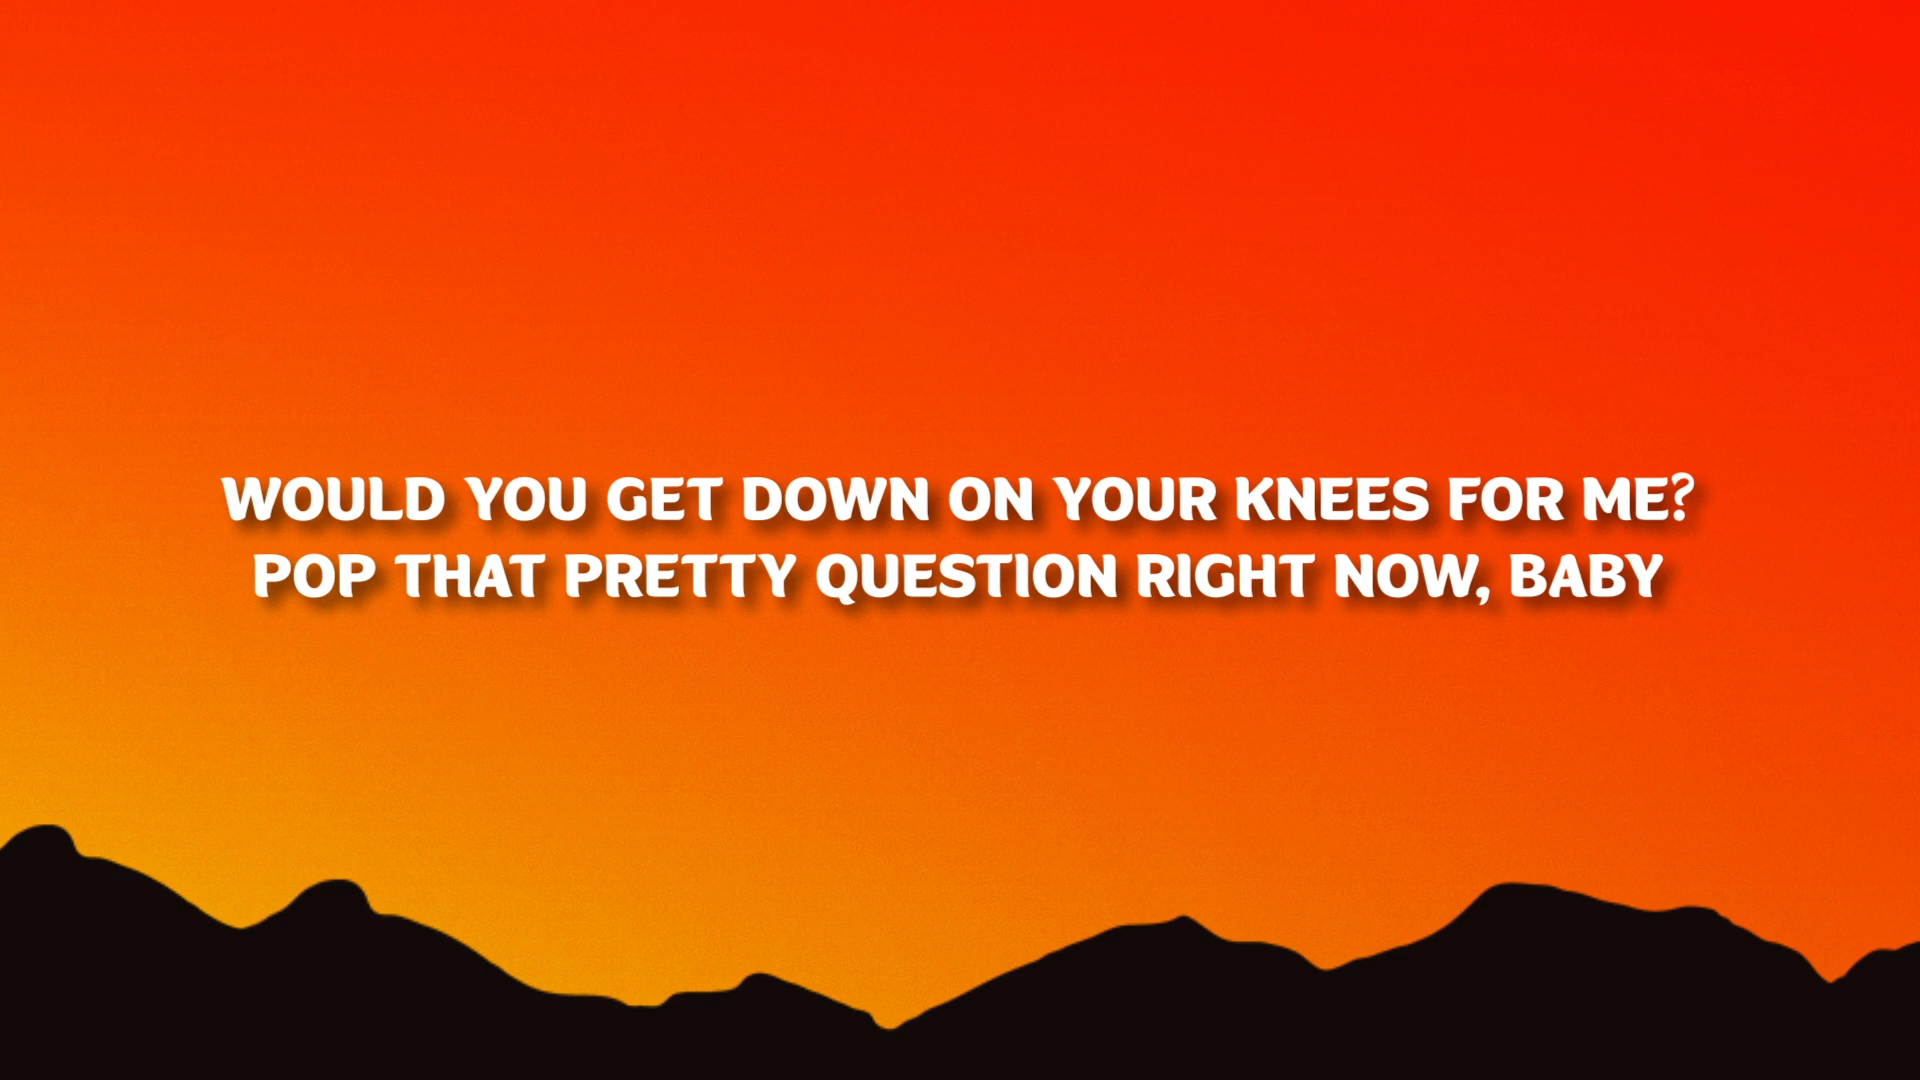 WOULD YOU GET DOWN ON YOUR KNEES FOR ME?
POP THAT PRETTY QUESTION RIGHT NOW, BABY